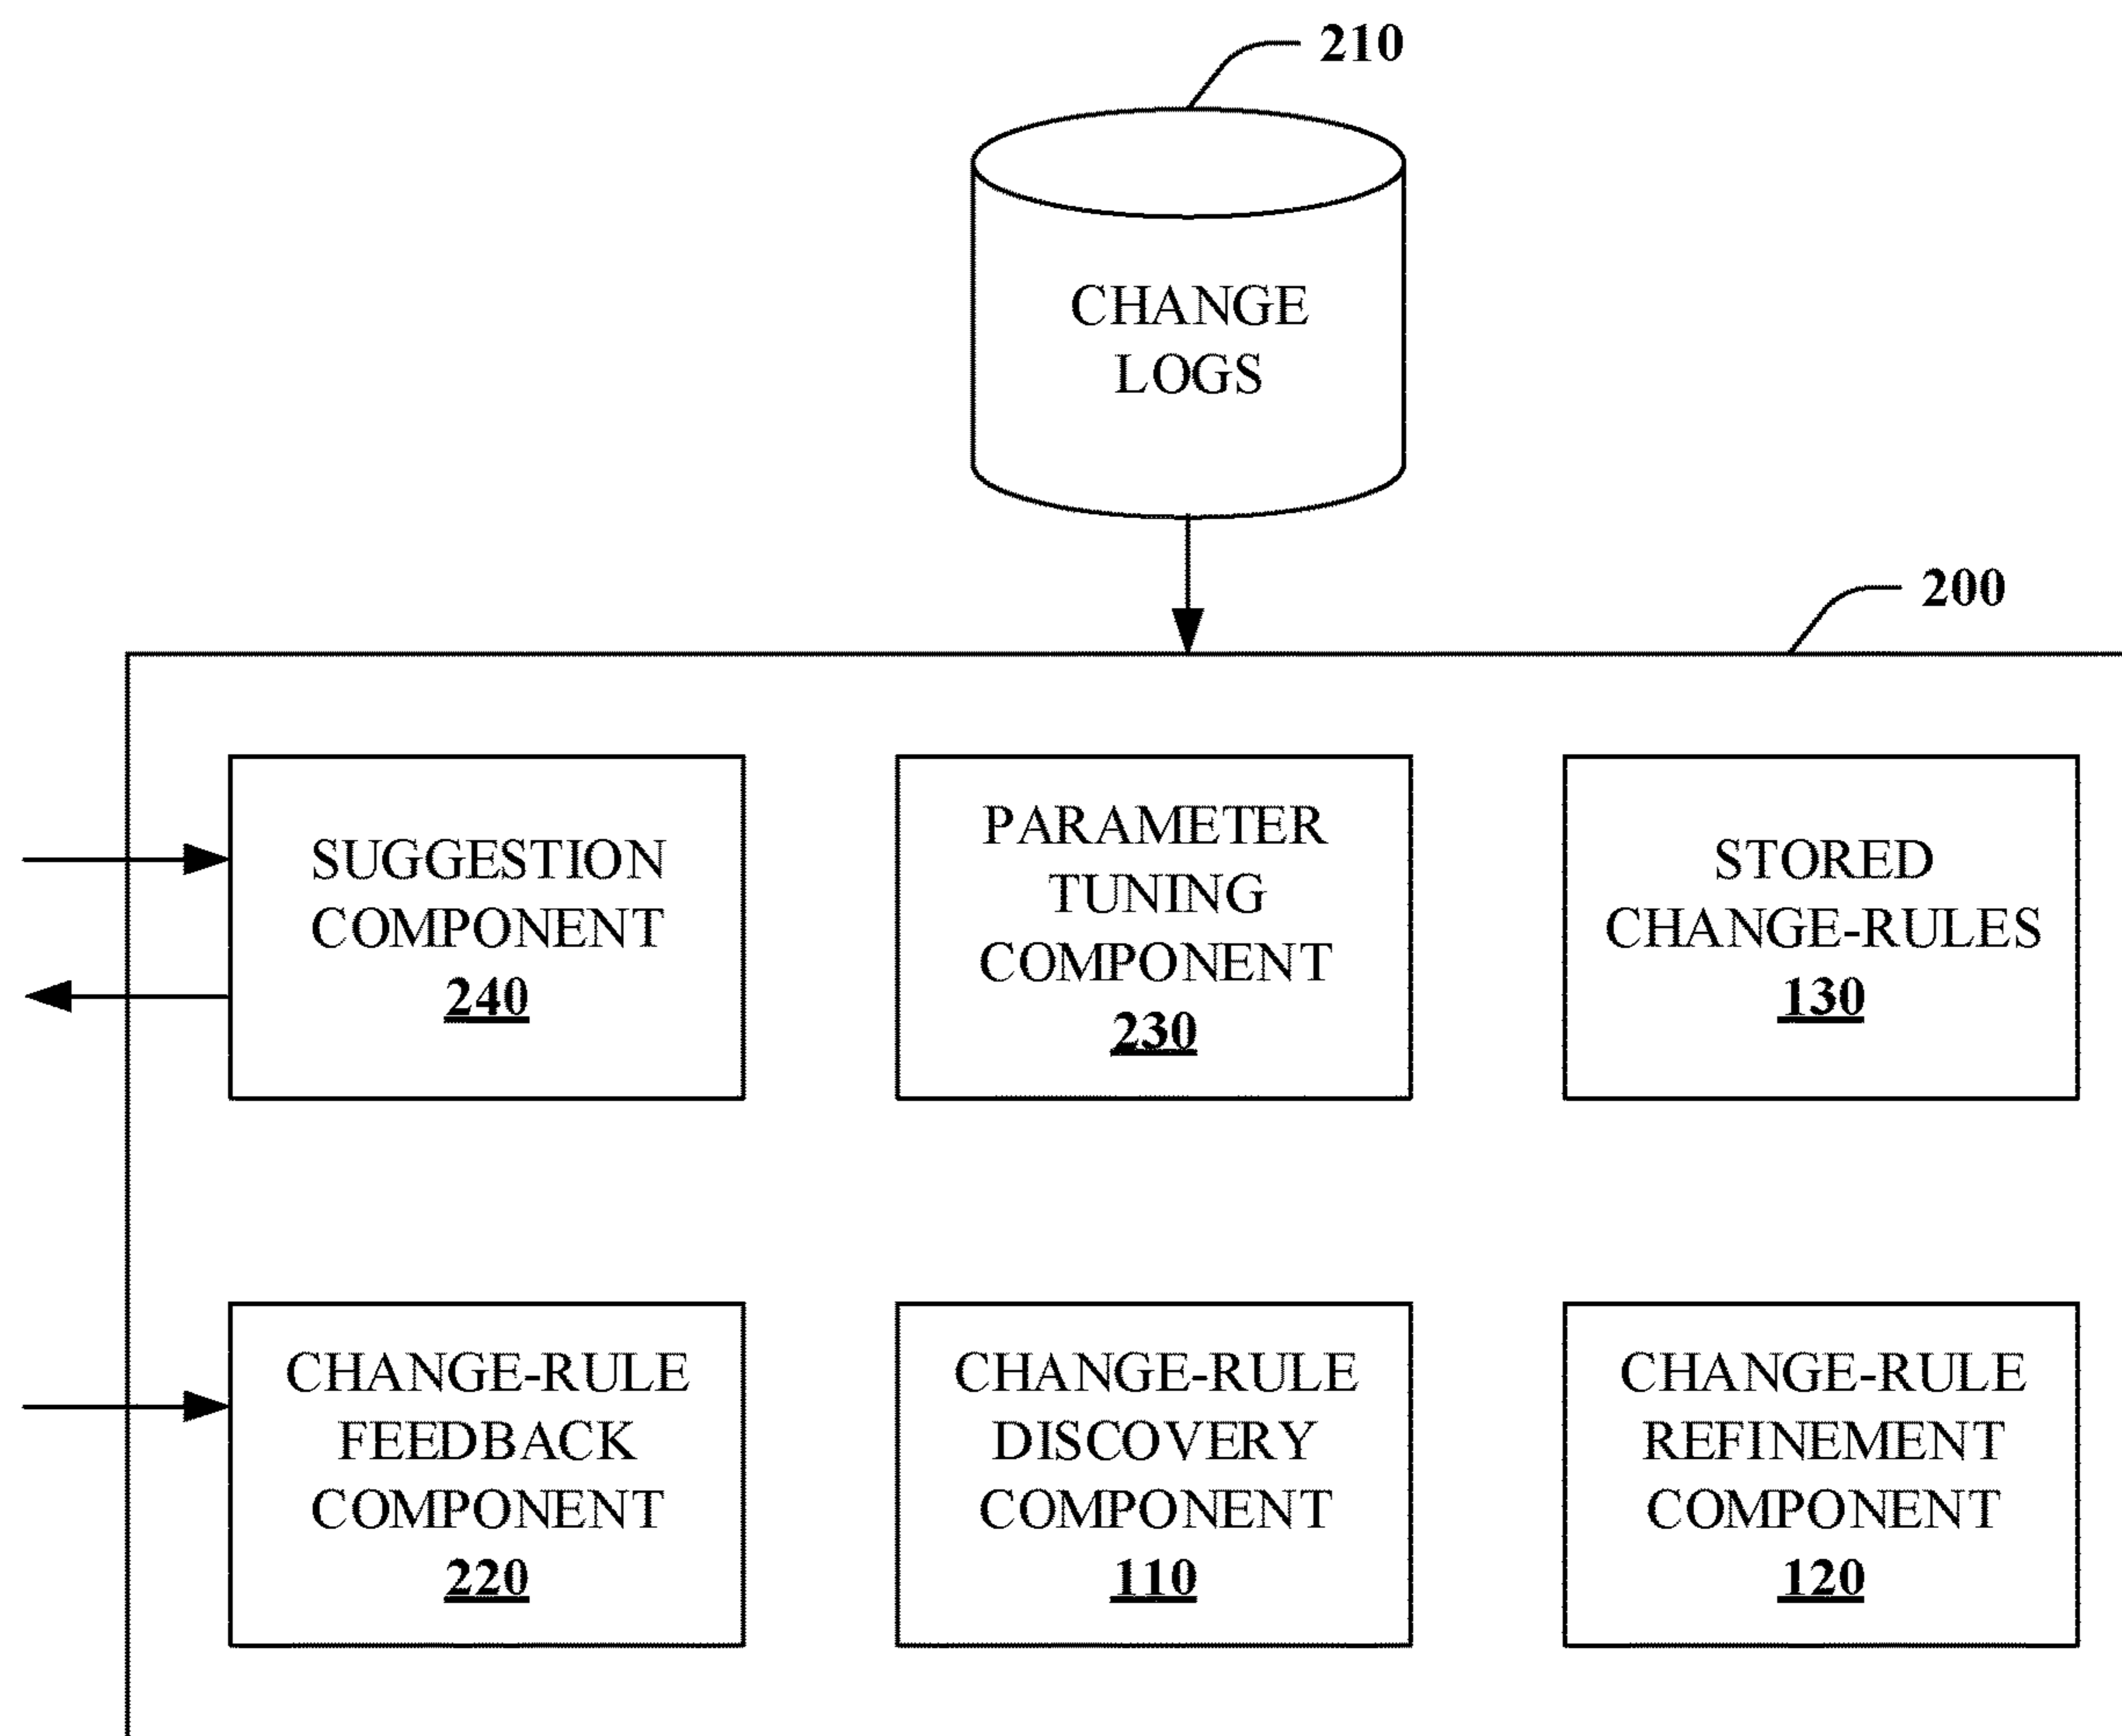 210
CHANGE
LOGS
200
SUGGESTION
COMPONENT
240
PARAMETER
TUNING
COMPONENT
230
STORED
CHANGE-RULES
130
CHANGE-RULE
FEEDBACK
COMPONENT
220
CHANGE-RULE
DISCOVERY
COMPONENT
110
CHANGE-RULE
REFINEMENT
COMPONENT
120